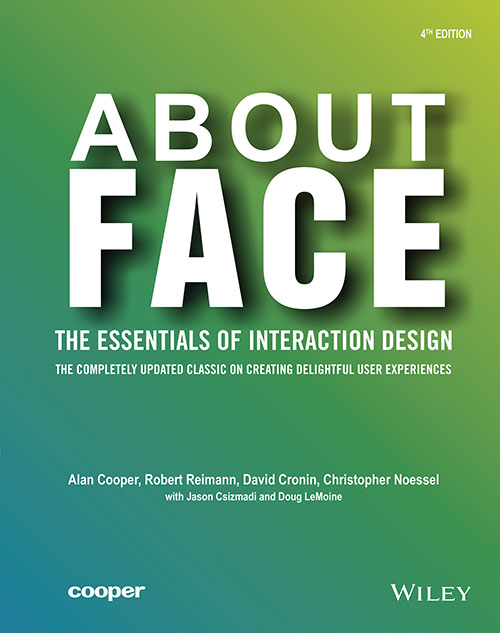 4TH EDITION
ABOUT
FACE
THE ESSENTIALS OF INTERACTION DESIGN
THE COMPLETELY UPDATED CLASSIC ON CREATING DELIGHTFUL USER EXPERIENCES
Alan Cooper, Robert Reimann, David Cronin, Christopher Noessel
with Jason Csizmadi and Doug LeMoine
cooper
WILEY